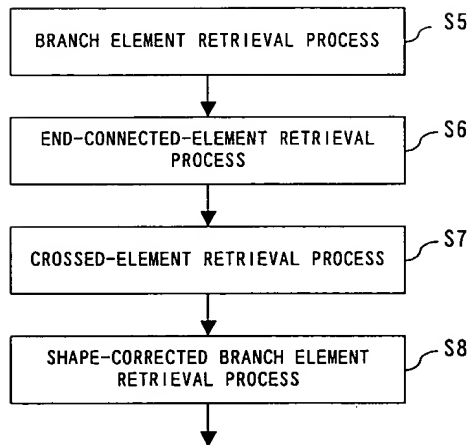 BRANCH ELEMENT RETRIEVAL PROCESS
S5
END-CONNECTED-ELEMENT RETRIEVAL
PROCESS
S6
CROSSED-ELEMENT RETRIEVAL PROCESS
S7
SHAPE-CORRECTED BRANCH ELEMENT
RETRIEVAL PROCESS
S8